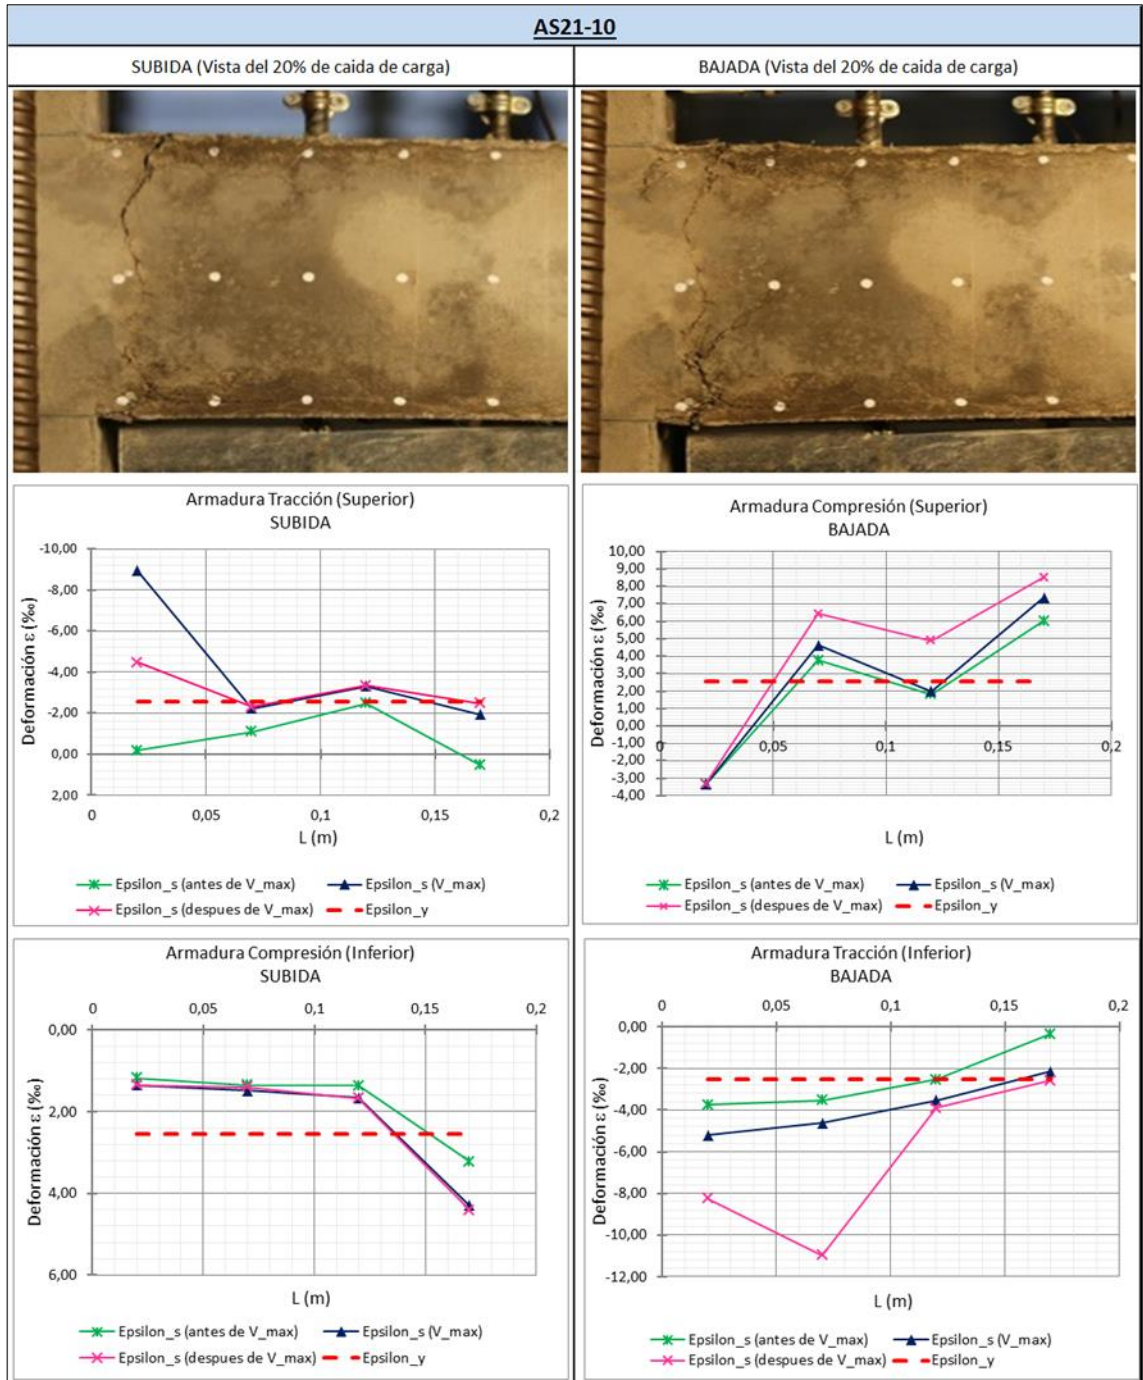 AS21-10
SUBIDA (Vista del 20% de caida de carga)
BAJADA (Vista del 20% de caida de carga)
Armadura Tracción (Superior)
SUBIDA
-10,00
-8,00
-6,00
-4,00
-2,00
0,00
2,00
Deformación ε (‰)
0
0,05
0,1
0,15
0,2
L (m)
Epsilon_s (antes de V_max)
Epsilon_s (V_max)
Epsilon_s (despues de V_max)
Epsilon_y
Armadura Compresión (Superior)
BAJADA
10,00
9,00
8,00
7,00
6,00
5,00
4,00
3,00
2,00
1,00
0,00
-1,00
-2,00
-3,00
-4,00
Deformación ε (‰)
0
0,05
0,1
0,15
0,2
L (m)
Epsilon_s (antes de V_max)
Epsilon_s (V_max)
Epsilon_s (despues de V_max)
Epsilon_y
Armadura Compresión (Inferior)
SUBIDA
0
0,05
0,1
0,15
0,2
0,00
2,00
4,00
6,00
Deformación ε (‰)
L (m)
Epsilon_s (antes de V_max)
Epsilon_s (V_max)
Epsilon_s (despues de V_max)
Epsilon_y
Armadura Tracción (Inferior)
BAJADA
0
0,05
0,1
0,15
0,2
0,00
-2,00
-4,00
-6,00
-8,00
-10,00
-12,00
Deformación ε (‰)
L (m)
Epsilon_s (antes de V_max)
Epsilon_s (V_max)
Epsilon_s (despues de V_max)
Epsilon_y